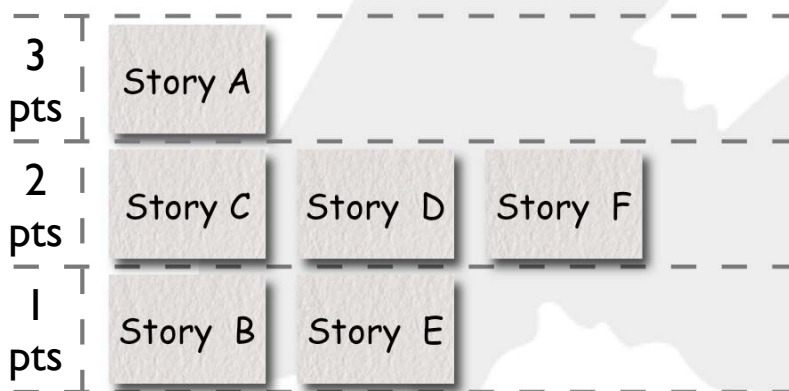 3
pts
Story A
2
pts
Story C
Story D
Story F
1
pts
Story B
Story E